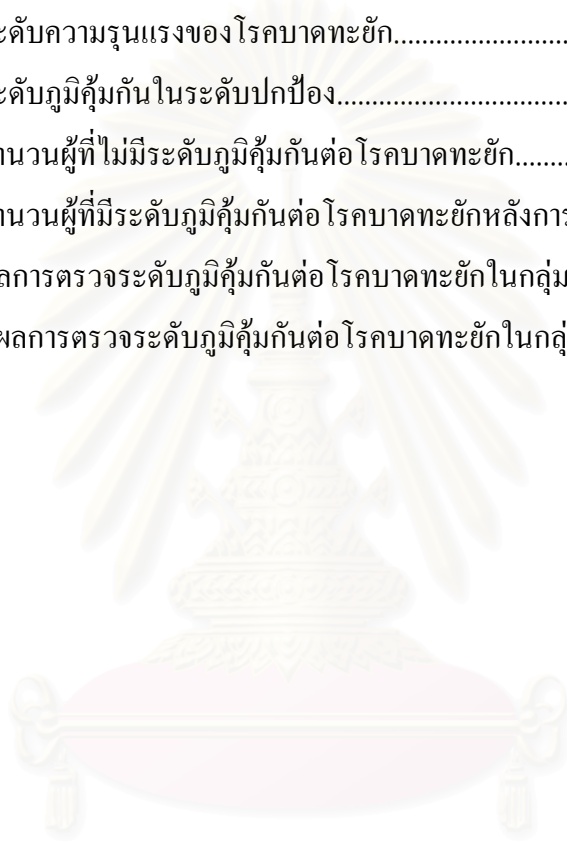 ะดับความรุนแรงของโรคบาดทะยัก..........................
ะดับภูมิคุ้มกันในระดับปกป้อง..................................
านวนผู้ที่ไม่มีระดับภูมิคุ้มกันต่อโรคบาดทะยัก........
านวนผู้ที่มีระดับภูมิคุ้มกันต่อโรคบาดทะยักหลังการ
ลการตรวจระดับภูมิคุ้มกันต่อโรคบาดทะยักในกลุ่ม
ผลการตรวจระดับภูมิคุ้มกันต่อโรคบาดทะยักในกลุ่